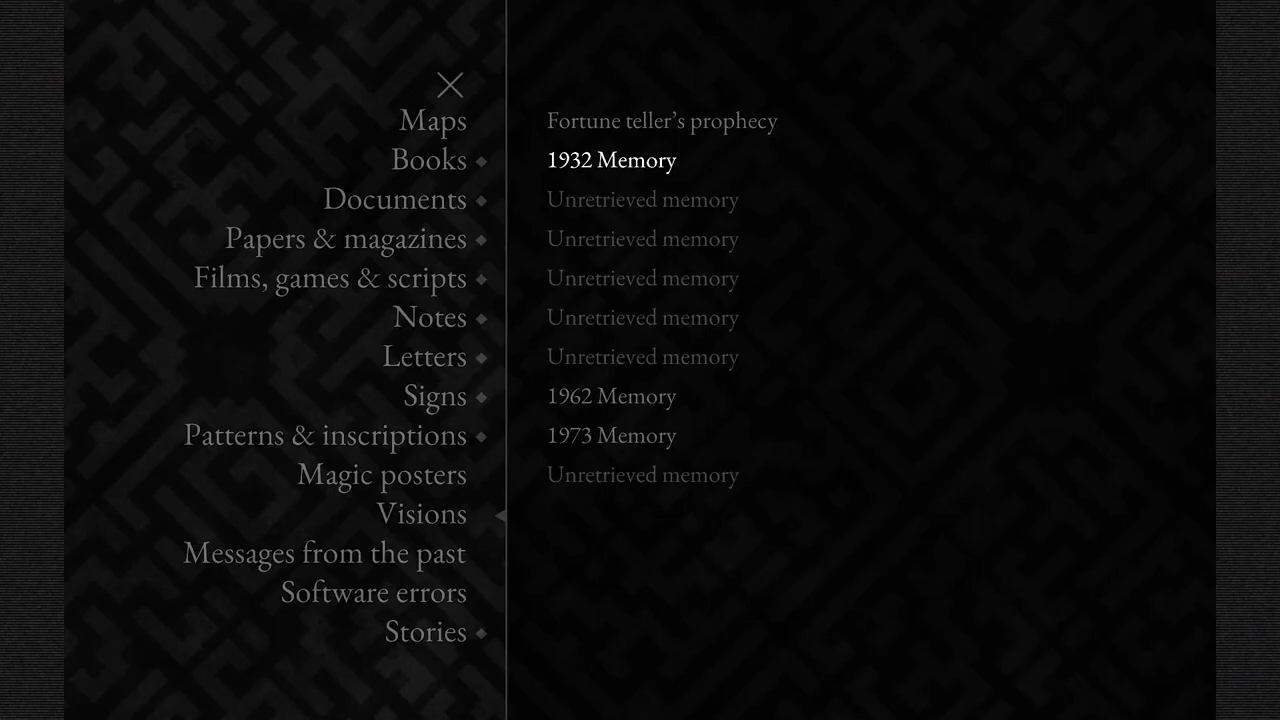 Maps
Books
Documents
Papers & magazines
Films, games & scripts
Notes
Letters
Signs
Patterns & inscriptions
Magic posters
Visions
Messages from the past
Software errors
Stories
Fortune teller’s prophecy
1932 Memory
Unretrieved memory
Unretrieved memory
Unretrieved memory
Unretrieved memory
Unretrieved memory
1962 Memory
1973 Memory
Unretrieved memory